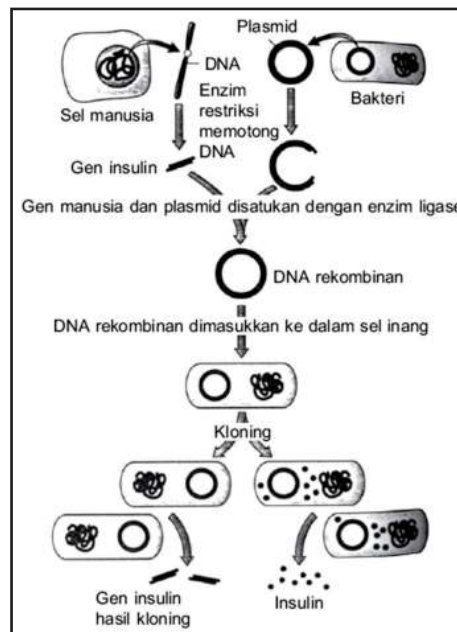 Plasmid
DNA
Sel manusia
Bakteri
Enzim
restriksi
memotong
DNA
Gen insulin
Gen manusia dan plasmid disatukan dengan enzim ligase
DNA rekombinan
DNA rekombinan dimasukkan ke dalam sel inang
Kloning
Gen insulin
hasil kloning
Insulin